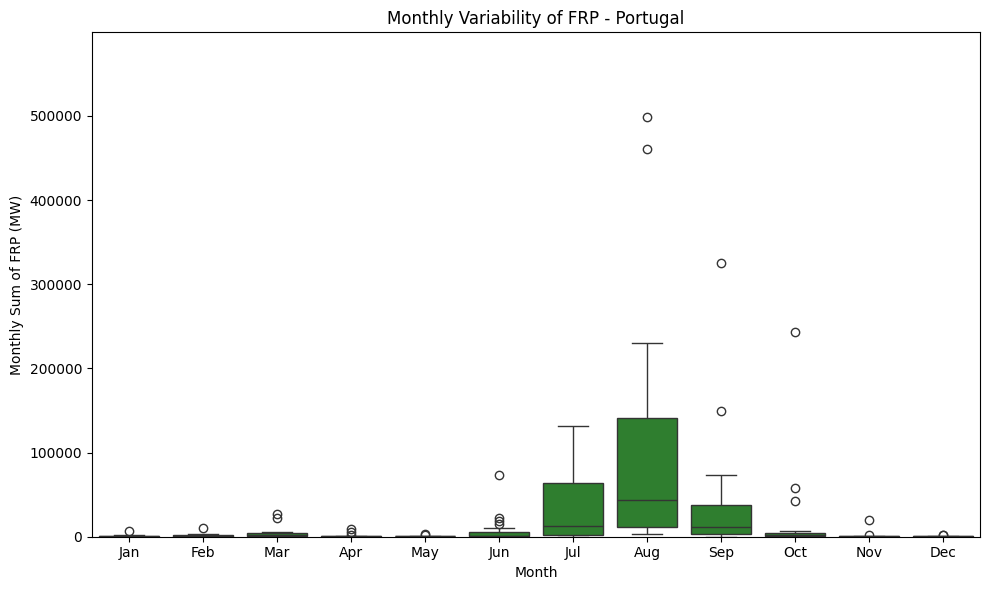 Monthly Variability of FRP - Portugal
Monthly Sum of FRP (MW)
500000
400000
300000
200000
100000
0
Jan Feb Mar Apr May Jun Jul Aug Sep Oct Nov Dec
Month